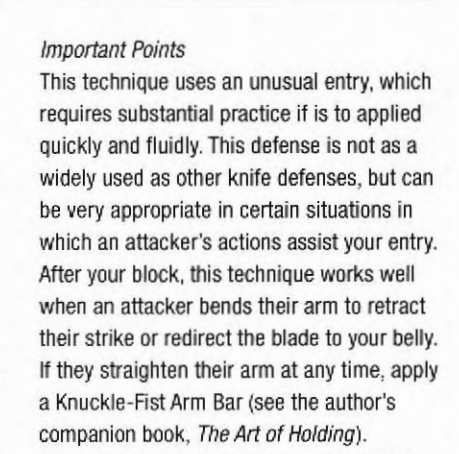 Important Points
This technique uses an unusual entry, which
requires substantial practice if is to applied
quickly and fluidly. This defense is not as a
widely used as other knife defenses, but can
be very appropriate in certain situations in
which an attacker's actions assist your entry.
After your block, this technique works well
when an attacker bends their arm to retract
their strike or redirect the blade to your belly.
If they straighten their arm at any time, apply
a Knuckle-Fist Arm Bar (see the author's
companion book, The Art of Holding).